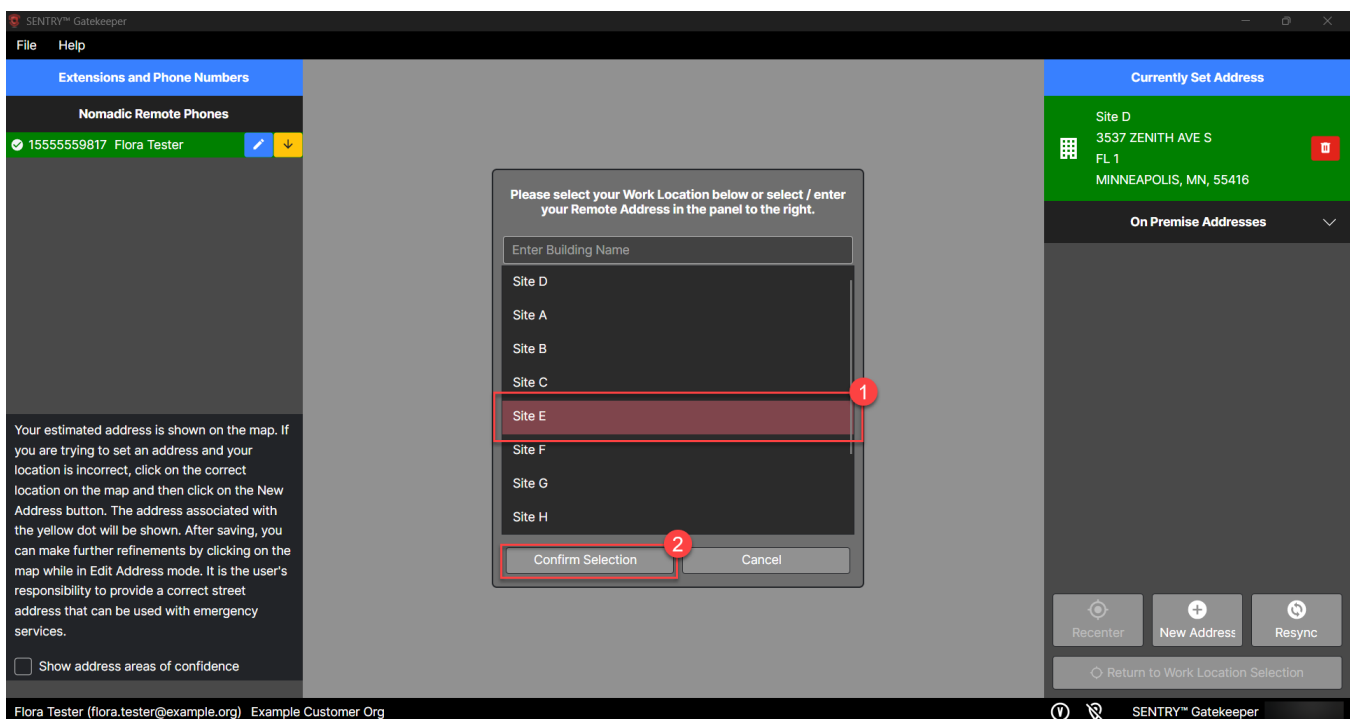 SENTRY™ Gatekeeper
File Help
Extensions and Phone Numbers
Nomadic Remote Phones
15555559817 Flora Tester
Your estimated address is shown on the map. If
you are trying to set an address and your
location is incorrect, click on the correct
location on the map and then click on the New
Address button. The address associated with
the yellow dot will be shown. After saving, you
can make further refinements by clicking on the
map while in Edit Address mode. It is the user's
responsibility to provide a correct street
address that can be used with emergency
services.
Show address areas of confidence
Please select your Work Location below or select / enter
your Remote Address in the panel to the right.
Enter Building Name
Site D
Site A
Site B
Site C
1
Site E
Site F
Site G
Site H
2
Confirm Selection Cancel
Currently Set Address
Site D
3537 ZENITH AVE S
FL 1
MINNEAPOLIS, MN, 55416
On Premise Addresses
Recenter New Address Resync
Return to Work Location Selection
Flora Tester (flora.tester@example.org) Example Customer Org
V SENTRY™ Gatekeeper